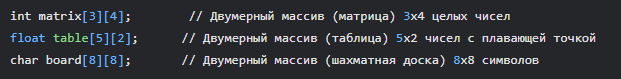 int matrix[3][4];        // Двумерный массив (матрица) 3x4 целых чисел
float table[5][2];      // Двумерный массив (таблица) 5x2 чисел с плавающей точкой
char board[8][8];       // Двумерный массив (шахматная доска) 8x8 символов